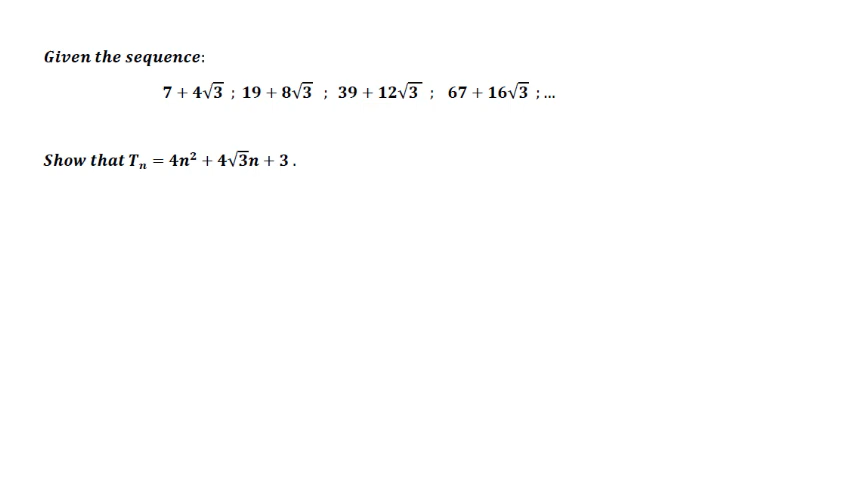 Given the sequence:
7 + 4√3 ; 19 + 8√3 ; 39 + 12√3 ; 67 + 16√3 ; ...
Show that Tₙ = 4n² + 4√3n + 3 .